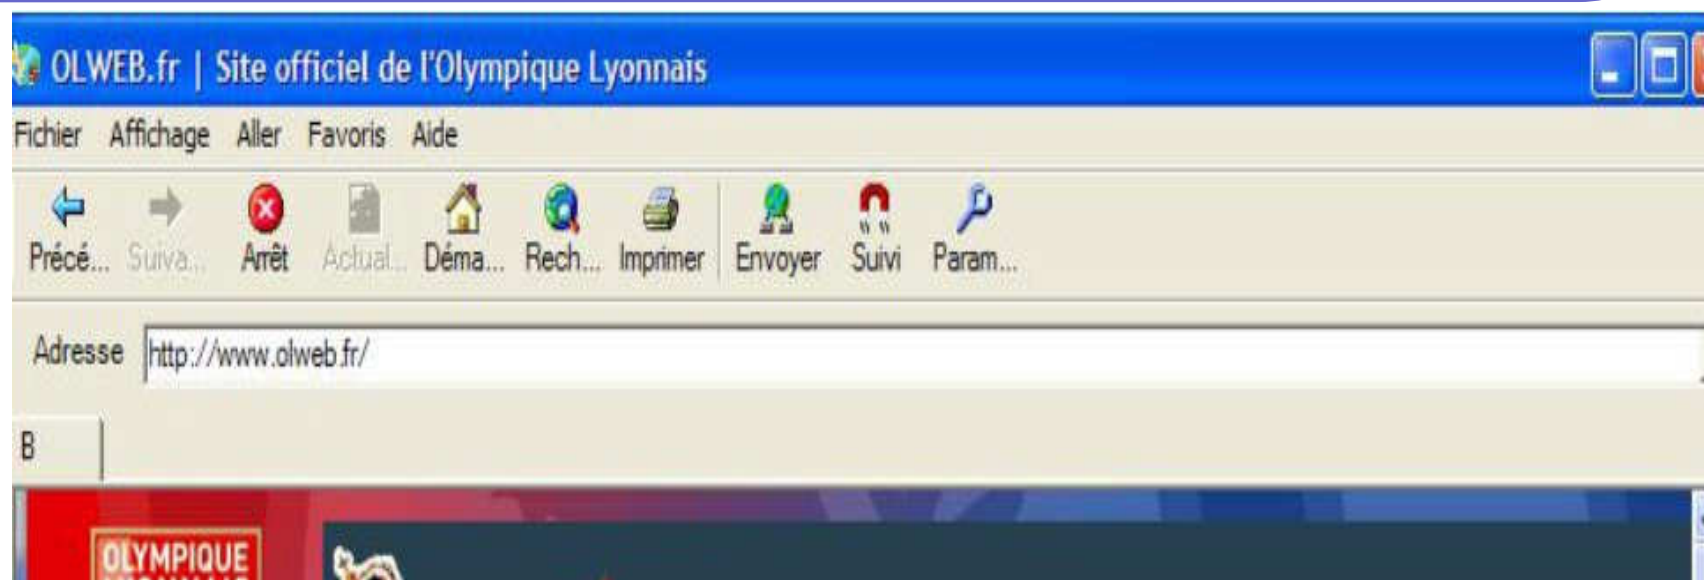 OLWEB.fr | Site officiel de l'Olympique Lyonnais
Fichier Affichage Aller Favoris Aide
Précé... Suiva... Arrêt Actual... Déma... Rech... Imprimer Envoyer Suivi Param...
Adresse http://www.olweb.fr/
B
OLYMPIQUE
LYONNAIS